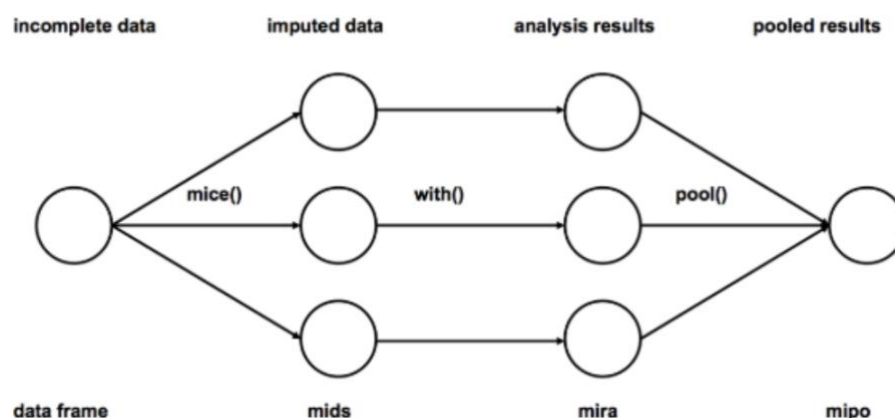 incomplete data imputed data analysis results pooled results
mice() with() pool()
data frame mids mira mipo